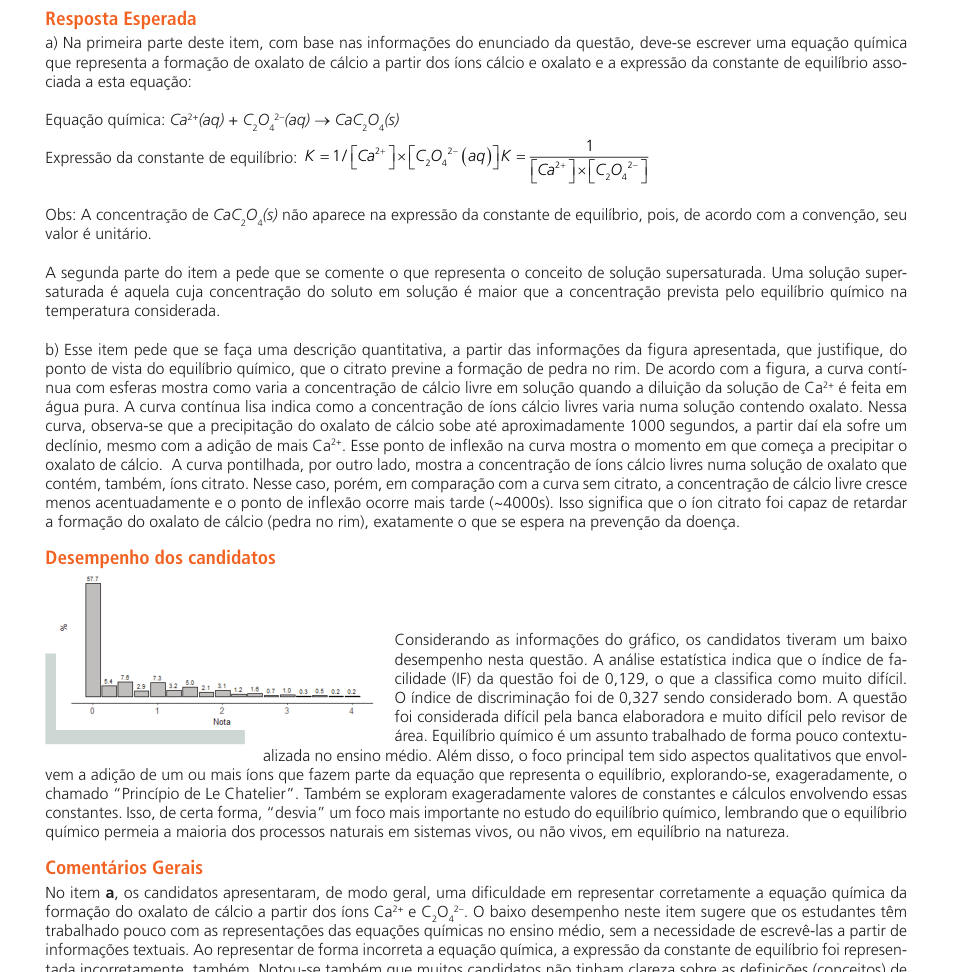 Resposta Esperada
a) Na primeira parte deste item, com base nas informações do enunciado da questão, deve-se escrever uma equação química
que representa a formação de oxalato de cálcio a partir dos íons cálcio e oxalato e a expressão da constante de equilíbrio asso-
ciada a esta equação:
Equação química: Ca²⁺(aq) + C₂O₄²⁻(aq) → CaC₂O₄(s)
Expressão da constante de equilíbrio: K = 1/[Ca²⁺]×[C₂O₄²⁻(aq)]K = 1/[Ca²⁺]×[C₂O₄²⁻]
Obs: A concentração de CaC₂O₄(s) não aparece na expressão da constante de equilíbrio, pois, de acordo com a convenção, seu
valor é unitário.
A segunda parte do item a pede que se comente o que representa o conceito de solução supersaturada. Uma solução super-
saturada é aquela cuja concentração do soluto em solução é maior que a concentração prevista pelo equilíbrio químico na
temperatura considerada.
b) Esse item pede que se faça uma descrição quantitativa, a partir das informações da figura apresentada, que justifique, do
ponto de vista do equilíbrio químico, que o citrato previne a formação de pedra no rim. De acordo com a figura, a curva contí-
nua com esferas mostra como varia a concentração de cálcio livre em solução quando a diluição da solução de Ca²⁺ é feita em
água pura. A curva contínua lisa indica como a concentração de íons cálcio livres varia numa solução contendo oxalato. Nessa
curva, observa-se que a precipitação do oxalato de cálcio sobe até aproximadamente 1000 segundos, a partir daí ela sofre um
declínio, mesmo com a adição de mais Ca²⁺. Esse ponto de inflexão na curva mostra o momento em que começa a precipitar o
oxalato de cálcio. A curva pontilhada, por outro lado, mostra a concentração de íons cálcio livres numa solução de oxalato que
contém, também, íons citrato. Nesse caso, porém, em comparação com a curva sem citrato, a concentração de cálcio livre cresce
menos acentuadamente e o ponto de inflexão ocorre mais tarde (~4000s). Isso significa que o íon citrato foi capaz de retardar
a formação do oxalato de cálcio (pedra no rim), exatamente o que se espera na prevenção da doença.
Desempenho dos candidatos
57.7
%
5.4 7.8 2.9 7.3 3.2 5.0 2.1 3.1 1.2 1.6 0.7 1.0 0.3 0.5 0.2 0.2
0 1 2 3 4
Nota
Considerando as informações do gráfico, os candidatos tiveram um baixo
desempenho nesta questão. A análise estatística indica que o índice de fa-
cilidade (IF) da questão foi de 0,129, o que a classifica como muito difícil.
O índice de discriminação foi de 0,327 sendo considerado bom. A questão
foi considerada difícil pela banca elaboradora e muito difícil pelo revisor de
área. Equilíbrio químico é um assunto trabalhado de forma pouco contextu-
alizada no ensino médio. Além disso, o foco principal tem sido aspectos qualitativos que envol-
vem a adição de um ou mais íons que fazem parte da equação que representa o equilíbrio, explorando-se, exageradamente, o
chamado “Princípio de Le Chatelier”. Também se exploram exageradamente valores de constantes e cálculos envolvendo essas
constantes. Isso, de certa forma, “desvia” um foco mais importante no estudo do equilíbrio químico, lembrando que o equilíbrio
químico permeia a maioria dos processos naturais em sistemas vivos, ou não vivos, em equilíbrio na natureza.
Comentários Gerais
No item a, os candidatos apresentaram, de modo geral, uma dificuldade em representar corretamente a equação química da
formação do oxalato de cálcio a partir dos íons Ca²⁺ e C₂O₄²⁻. O baixo desempenho neste item sugere que os estudantes têm
trabalhado pouco com as representações das equações químicas no ensino médio, sem a necessidade de escrevê-las a partir de
informações textuais. Ao representar de forma incorreta a equação química, a expressão da constante de equilíbrio foi represen-
tada incorretamente, também. Notou-se também que muitos candidatos não tinham clareza sobre as definições (conceitos) de